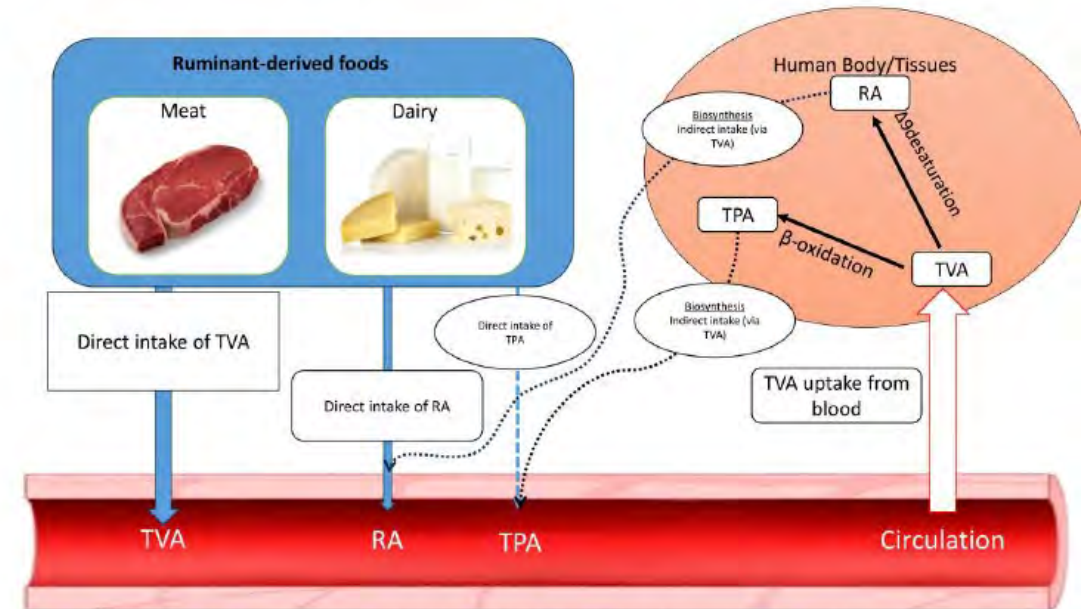 Ruminant-derived foods
Meat
Dairy
Direct intake of TVA
Direct intake of RA
Direct intake of
TPA
Human Body/Tissues
RA
Biosynthesis
Indirect intake (via
TVA)
Δ9desaturation
TPA
β-oxidation
TVA
Biosynthesis
Indirect intake (via
TVA)
TVA uptake from
blood
TVA
RA
TPA
Circulation